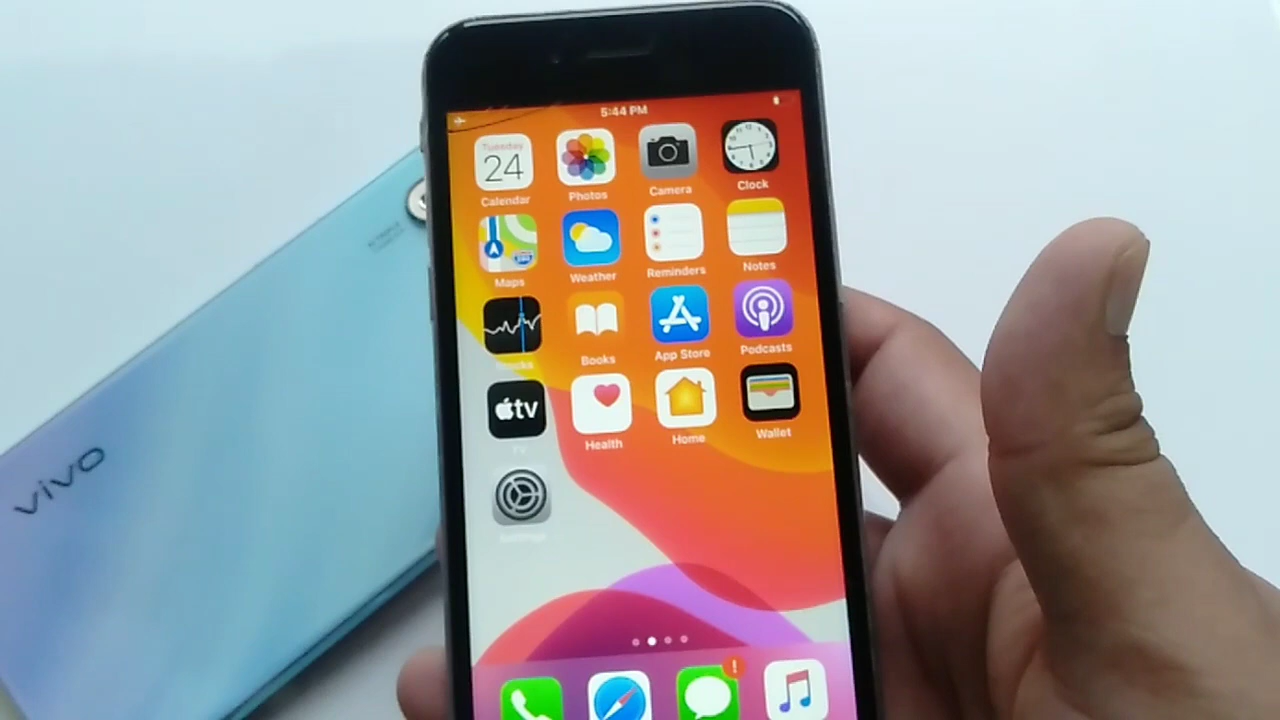 5:44 PM
Tuesday
24
Calendar
Photos
Camera
Clock
Maps
Weather
Reminders
Notes
Books
App Store
Podcasts
tv
Health
Home
Wallet
!
vivo